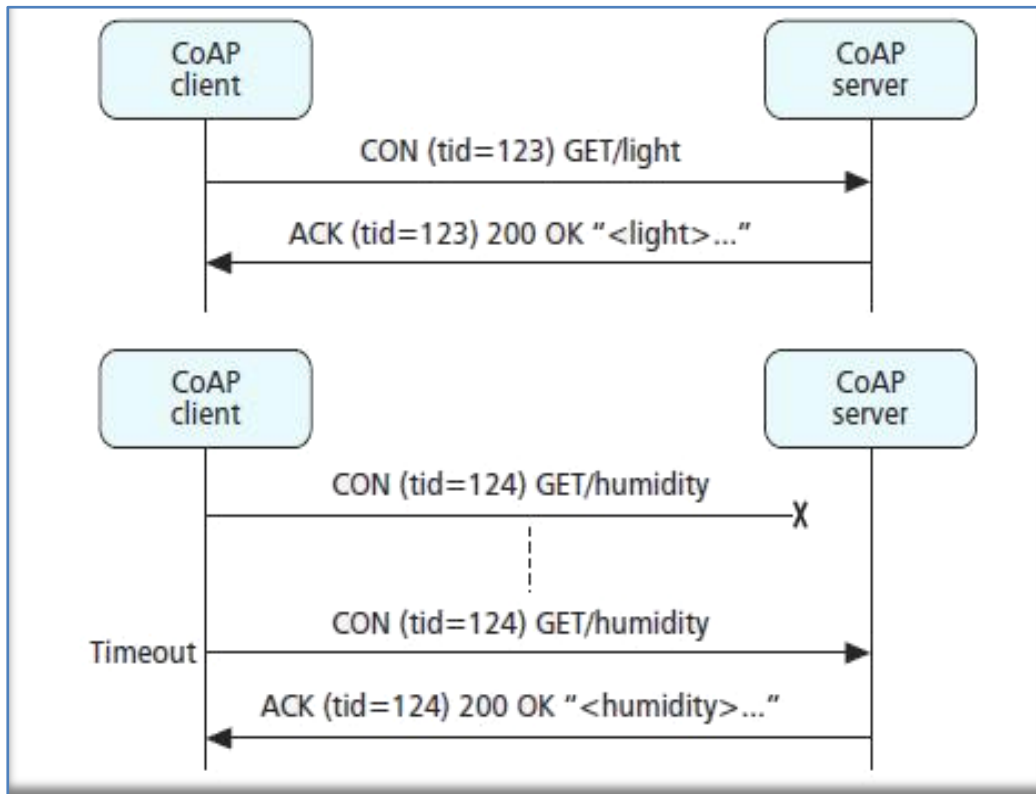 CoAP
client
CoAP
server
CON (tid=123) GET/light
ACK (tid=123) 200 OK “<light>...”
CoAP
client
CoAP
server
CON (tid=124) GET/humidity
X
CON (tid=124) GET/humidity
Timeout
ACK (tid=124) 200 OK “<humidity>...”